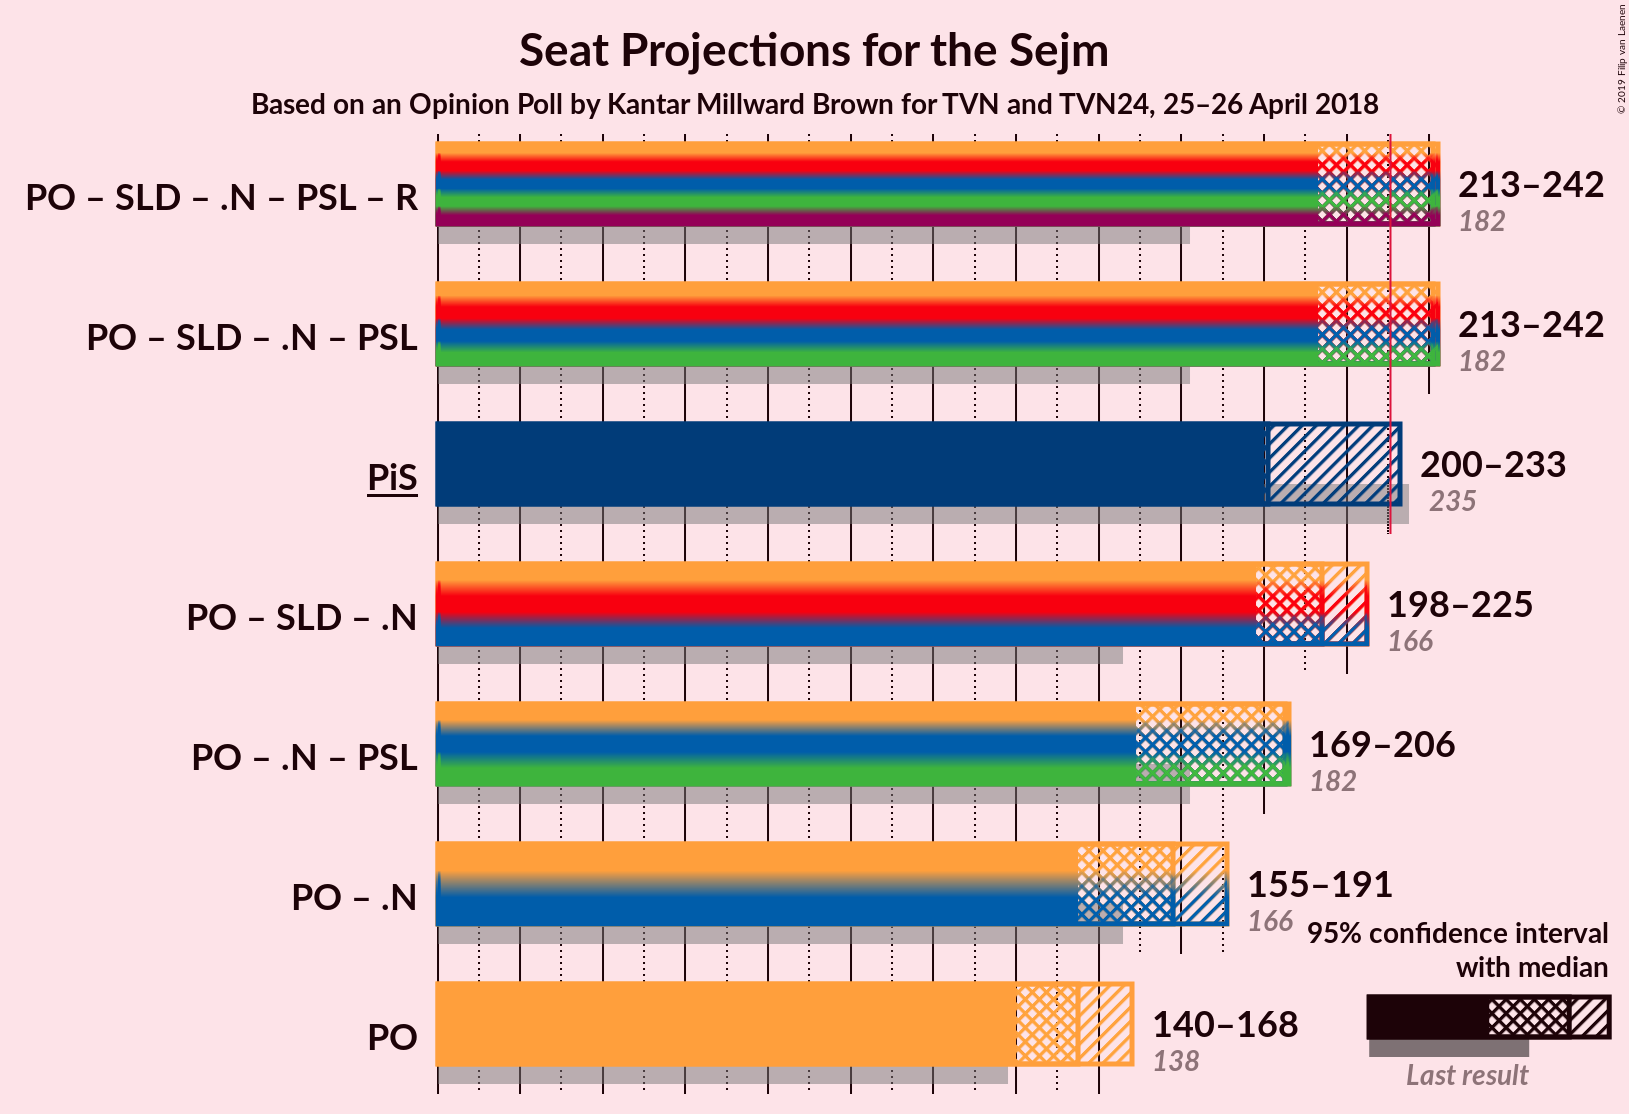 Seat Projections for the Sejm
Based on an Opinion Poll by Kantar Millward Brown for TVN and TVN24, 25–26 April 2018
© 2019 Filip van Laenen
PO – SLD – .N – PSL – R
213–242
182
PO – SLD – .N – PSL
213–242
182
PiS
200–233
235
PO – SLD – .N
198–225
166
PO – .N – PSL
169–206
182
PO – .N
155–191
166
PO
140–168
138
95% confidence interval
with median
Last result